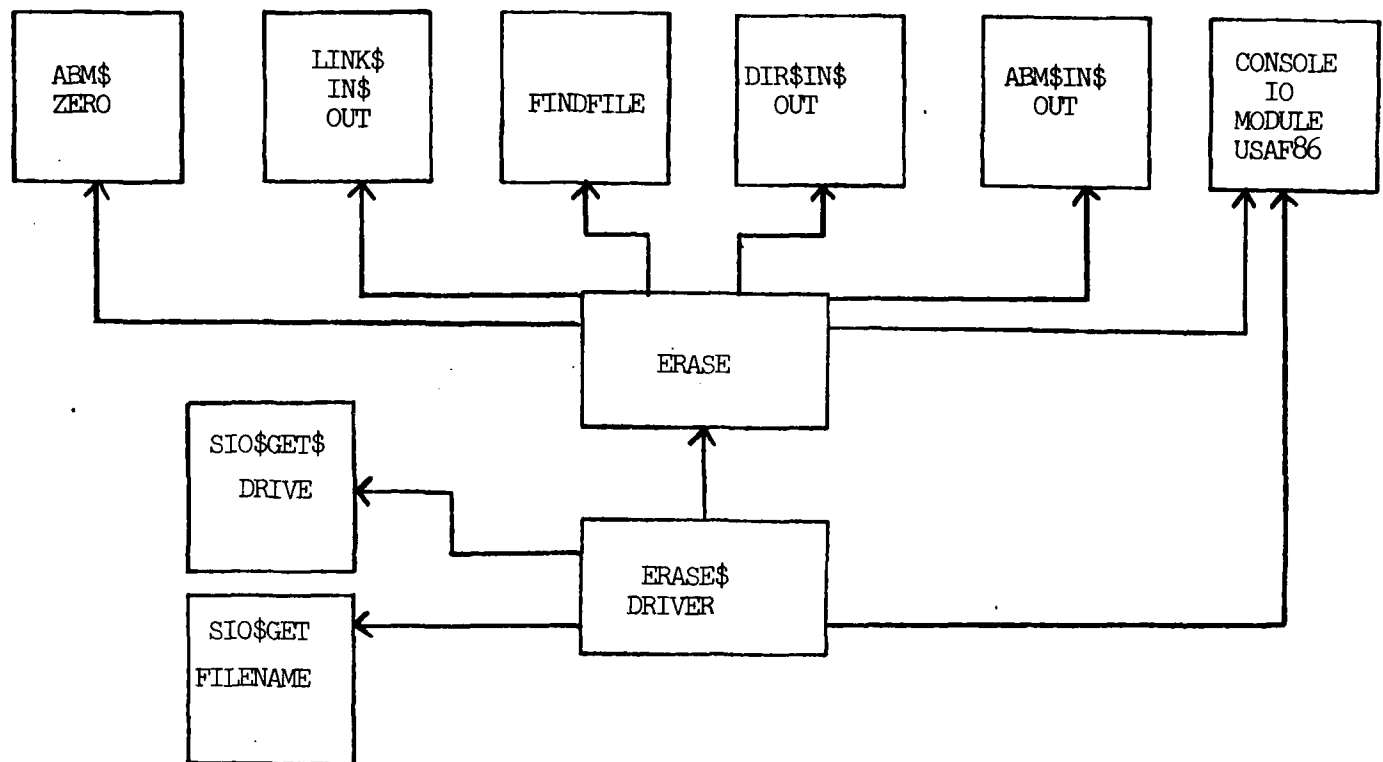 ABM$
ZERO
LINK$
IN$
OUT
FINDFILE
DIR$IN$
OUT
ABM$IN$
OUT
CONSOLE
IO
MODULE
USAF86
ERASE
SIO$GET$
DRIVE
ERASE$
DRIVER
SIO$GET
FILENAME